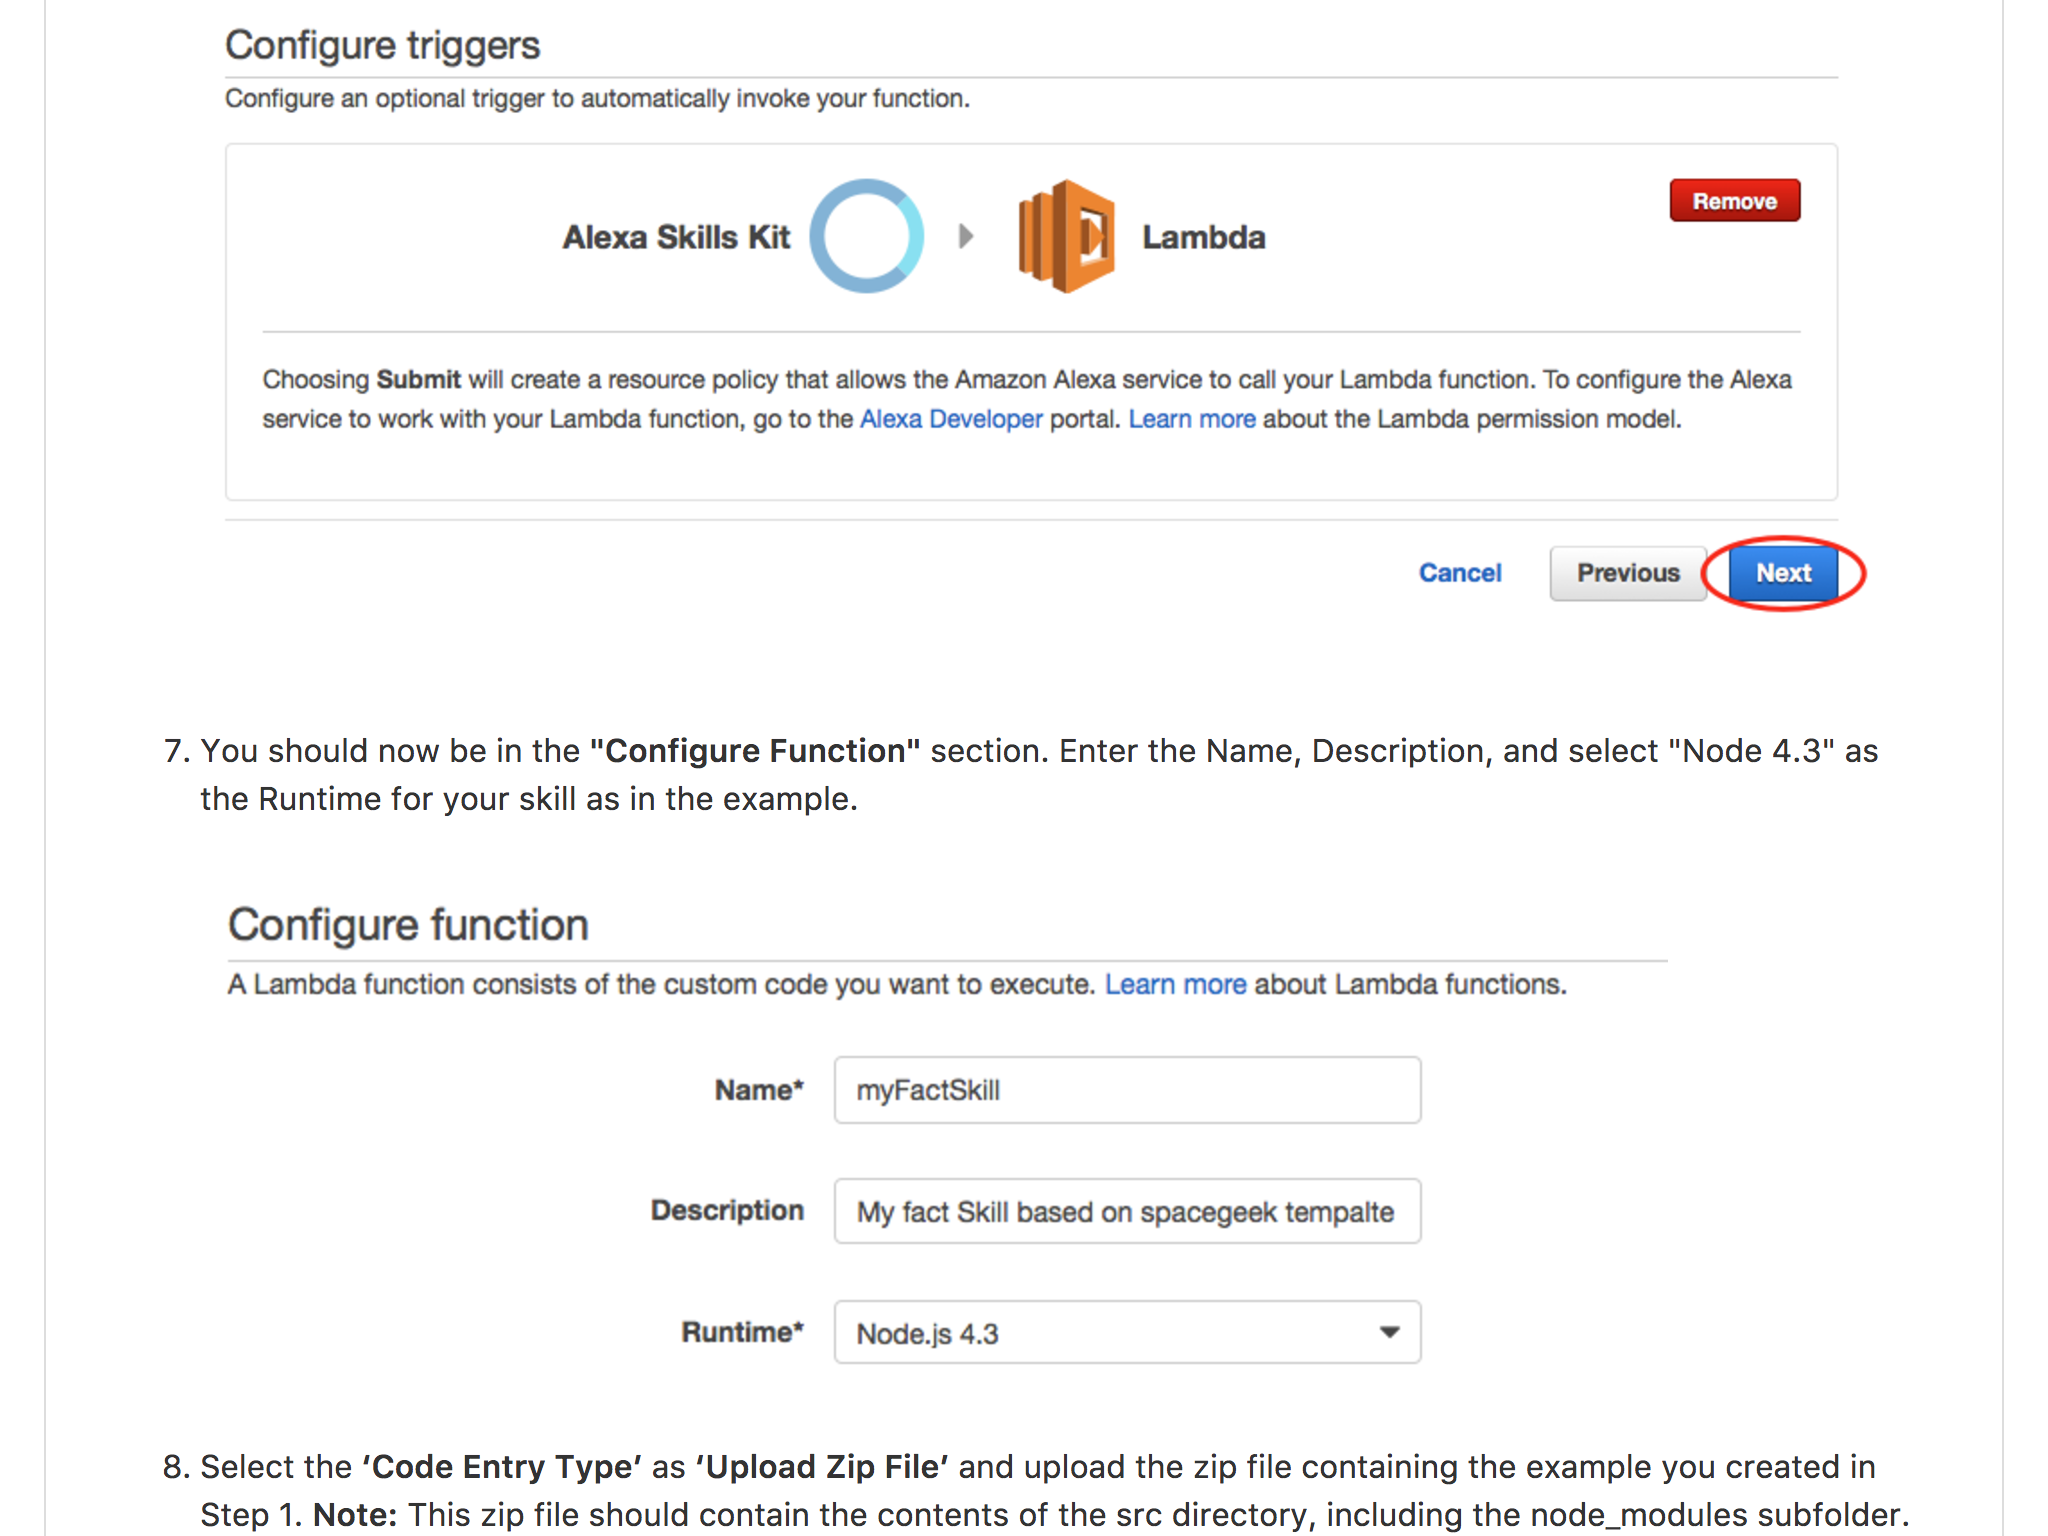 Configure triggers
Configure an optional trigger to automatically invoke your function.
Remove
Alexa Skills Kit
Lambda
Choosing Submit will create a resource policy that allows the Amazon Alexa service to call your Lambda function. To configure the Alexa
service to work with your Lambda function, go to the Alexa Developer portal. Learn more about the Lambda permission model.
Cancel
Previous
Next
7. You should now be in the "Configure Function" section. Enter the Name, Description, and select "Node 4.3" as
the Runtime for your skill as in the example.
Configure function
A Lambda function consists of the custom code you want to execute. Learn more about Lambda functions.
Name* myFactSkill
Description My fact Skill based on spacegeek tempalte
Runtime* Node.js 4.3
8. Select the ‘Code Entry Type’ as ‘Upload Zip File’ and upload the zip file containing the example you created in
Step 1. Note: This zip file should contain the contents of the src directory, including the node_modules subfolder.